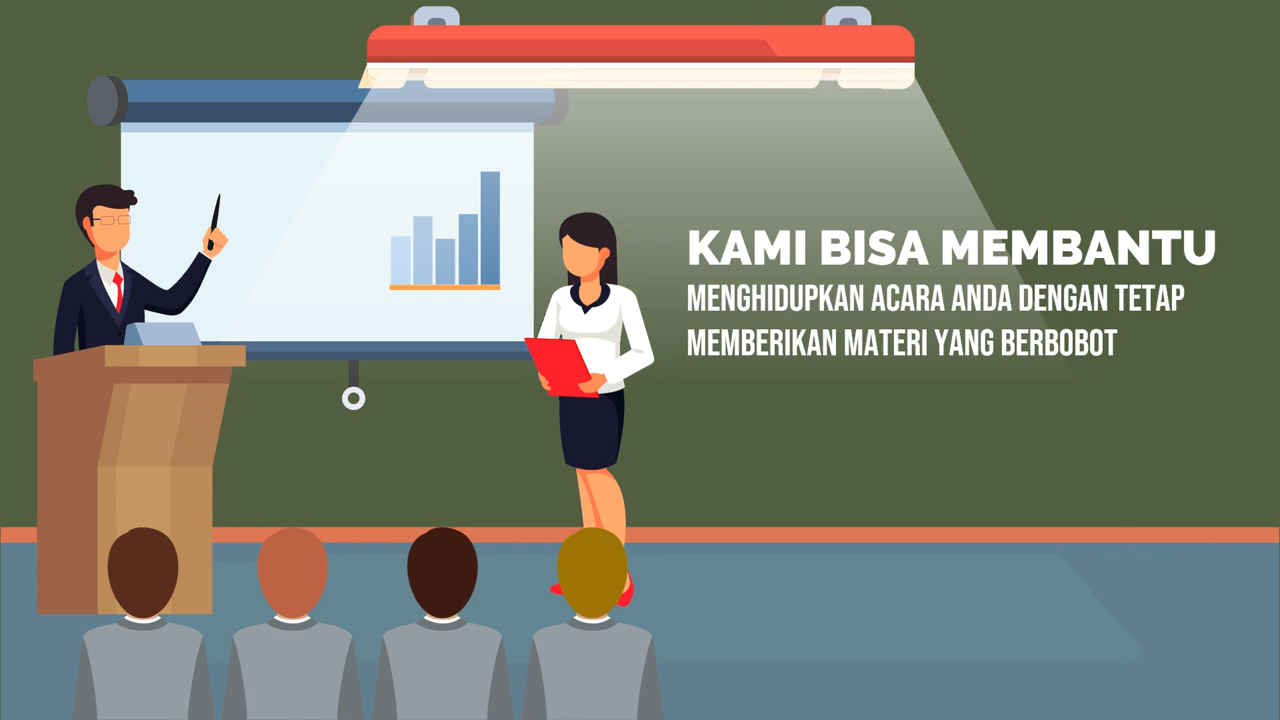 KAMI BISA MEMBANTU
MENGHIDUPKAN ACARA ANDA DENGAN TETAP
MEMBERIKAN MATERI YANG BERBOBOT